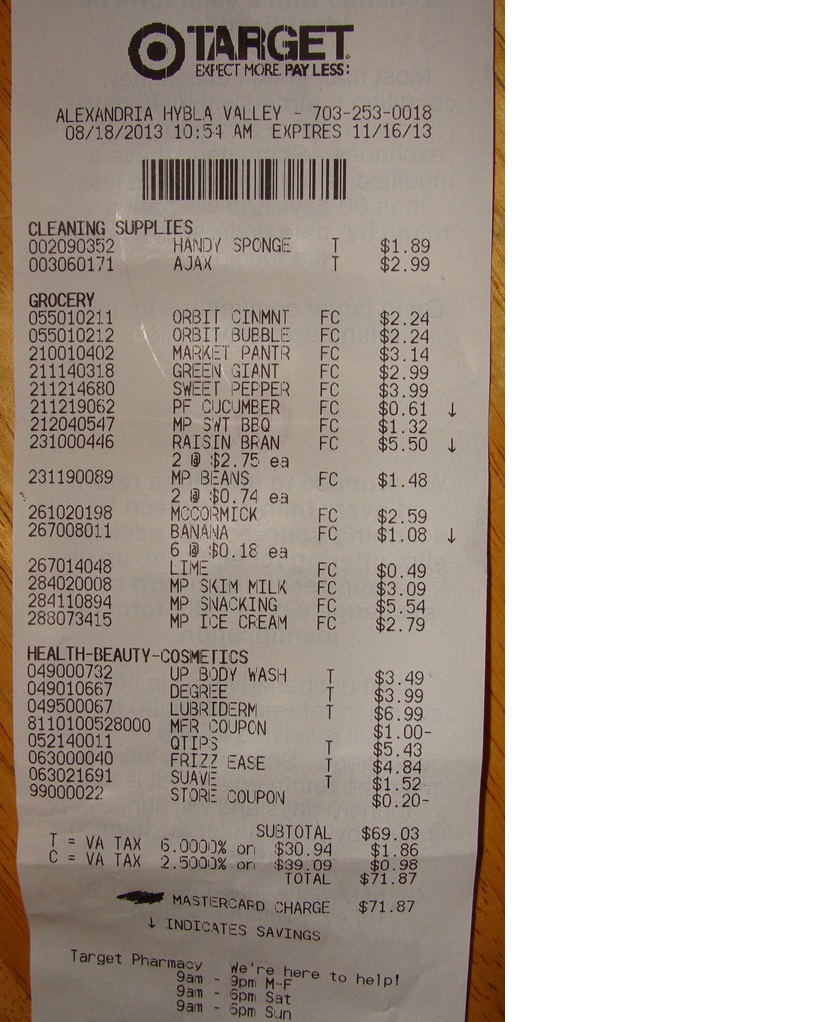 TARGET
EXPECT MORE. PAY LESS.
ALEXANDRIA HYBLA VALLEY - 703-253-0018
08/18/2013 10:54 AM EXPIRES 11/16/13
CLEANING SUPPLIES
002090352 HANDY SPONGE T $1.89
003060171 AJAX T $2.99
GROCERY
055010211 ORBIT CINMNT FC $2.24
055010212 ORBIT BUBBLE FC $2.24
210010402 MARKET PANTR FC $3.14
211140318 GREEN GIANT FC $2.99
211214680 SWEET PEPPER FC $3.99
211219062 PF CUCUMBER FC $0.61 ↓
212040547 MP SWT BBQ FC $1.32
231000446 RAISIN BRAN FC $5.50 ↓
2 @ $2.75 ea
231190089 MP BEANS FC $1.48
2 @ $0.74 ea
261020198 MCCORMICK FC $2.59
267008011 BANANA FC $1.08 ↓
6 @ $0.18 ea
267014048 LIME FC $0.49
284020008 MP SKIM MILK FC $3.09
284110894 MP SNACKING FC $5.54
288073415 MP ICE CREAM FC $2.79
HEALTH-BEAUTY-COSMETICS
049000732 UP BODY WASH T $3.49
049010667 DEGREE T $3.99
049500067 LUBRIDERM T $6.99
8110100528000 MFR COUPON $1.00-
052140011 QTIPS T $5.43
063000040 FRIZZ EASE T $4.84
063021691 SUAVE T $1.52
99000022 STORE COUPON $0.20-
SUBTOTAL $69.03
T = VA TAX 6.0000% on $30.94 $1.86
C = VA TAX 2.5000% on $39.09 $0.98
TOTAL $71.87
MASTERCARD CHARGE $71.87
↓ INDICATES SAVINGS
Target Pharmacy We're here to help!
9am - 9pm M-F
9am - 6pm Sat
9am - 6pm Sun